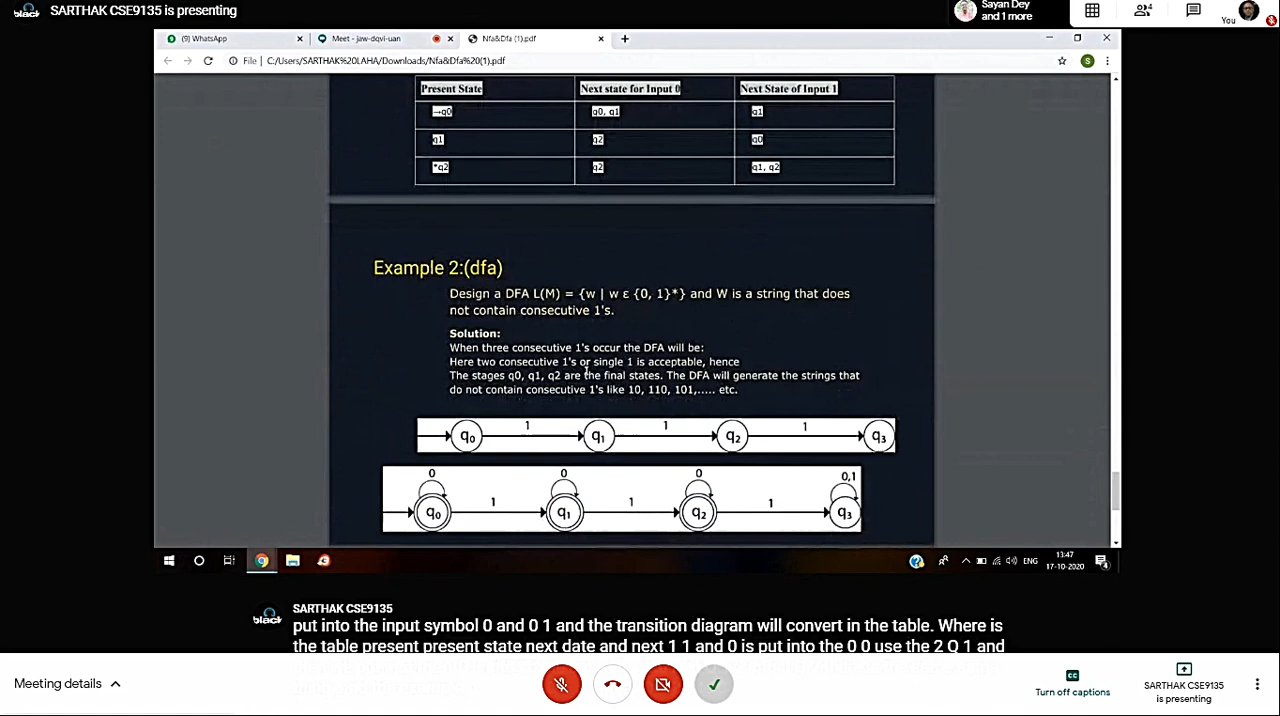 SARTHAK CSE9135 is presenting
Sayan Dey
and 1 more
4
You
(9) WhatsApp
Meet - jaw-dqvi-uan
Nfa&Dfa (1).pdf
File | C:/Users/SARTHAK%20LAHA/Downloads/Nfa&Dfa%20(1).pdf
S
Present State Next state for Input 0 Next State of Input 1
→q0 q0, q1 q1
q1 q2 q0
*q2 q2 q1, q2
Example 2:(dfa)
Design a DFA L(M) = {w | w ε {0, 1}*} and W is a string that does
not contain consecutive 1's.
Solution:
When three consecutive 1's occur the DFA will be:
Here two consecutive 1's or single 1 is acceptable, hence
The stages q0, q1, q2 are the final states. The DFA will generate the strings that
do not contain consecutive 1's like 10, 110, 101,..... etc.
1 1 1
q0 q1 q2 q3
0 0 0 0,1
1 1 1
q0 q1 q2 q3
ENG
13:47
17-10-2020
black
SARTHAK CSE9135
put into the input symbol 0 and 0 1 and the transition diagram will convert in the table. Where is
the table present present state next date and next 1 1 and 0 is put into the 0 0 use the 2 Q 1 and
Meeting details
CC
Turn off captions
SARTHAK CSE9135
is presenting